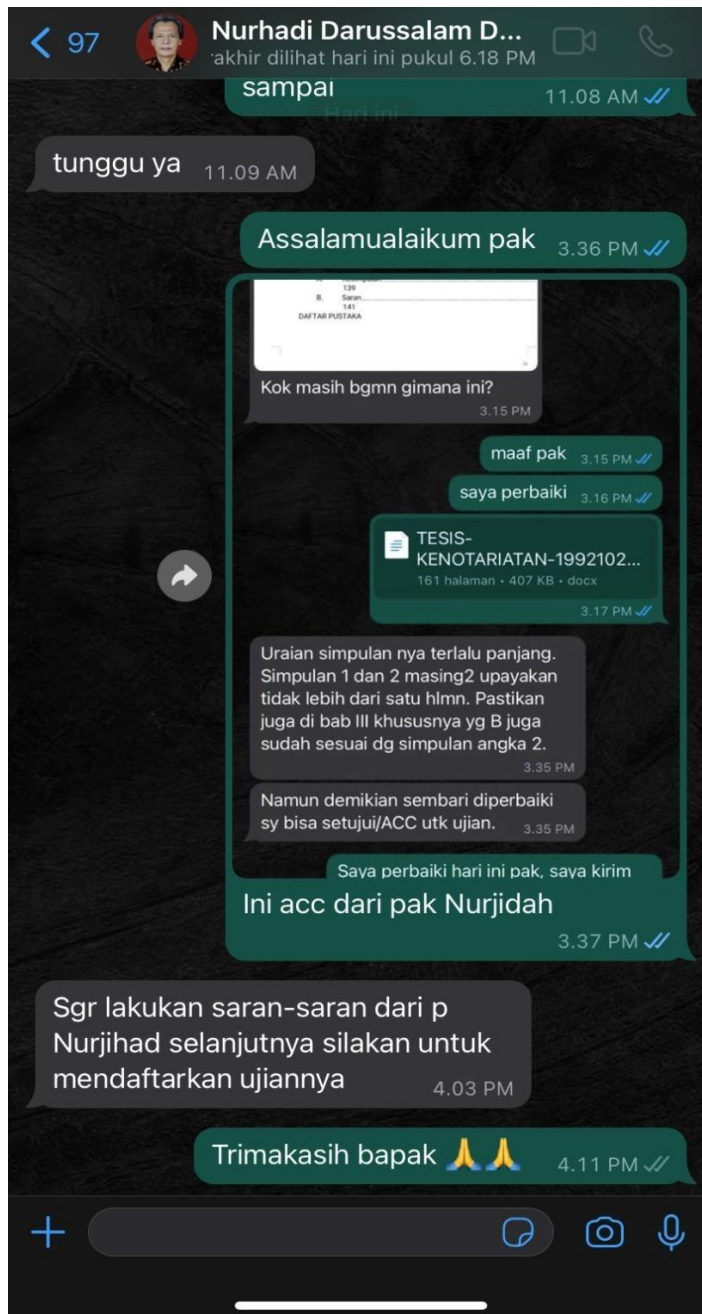 97
Nurhadi Darussalam D...
akhir dilihat hari ini pukul 6.18 PM
sampai
11.08 AM
Hari ini
tunggu ya 11.09 AM
Assalamualaikum pak 3.36 PM
139
B. Saran
141
DAFTAR PUSTAKA
Kok masih bgmn gimana ini?
3.15 PM
maaf pak 3.15 PM
saya perbaiki 3.16 PM
TESIS-
KENOTARIATAN-1992102...
161 halaman • 407 KB • docx
3.17 PM
Uraian simpulan nya terlalu panjang.
Simpulan 1 dan 2 masing2 upayakan
tidak lebih dari satu hlmn. Pastikan
juga di bab III khususnya yg B juga
sudah sesuai dg simpulan angka 2.
3.35 PM
Namun demikian sembari diperbaiki
sy bisa setujui/ACC utk ujian. 3.35 PM
Saya perbaiki hari ini pak, saya kirim
Ini acc dari pak Nurjidah
3.37 PM
Sgr lakukan saran-saran dari p
Nurjihad selanjutnya silakan untuk
mendaftarkan ujiannya 4.03 PM
Trimakasih bapak 🙏🙏 4.11 PM